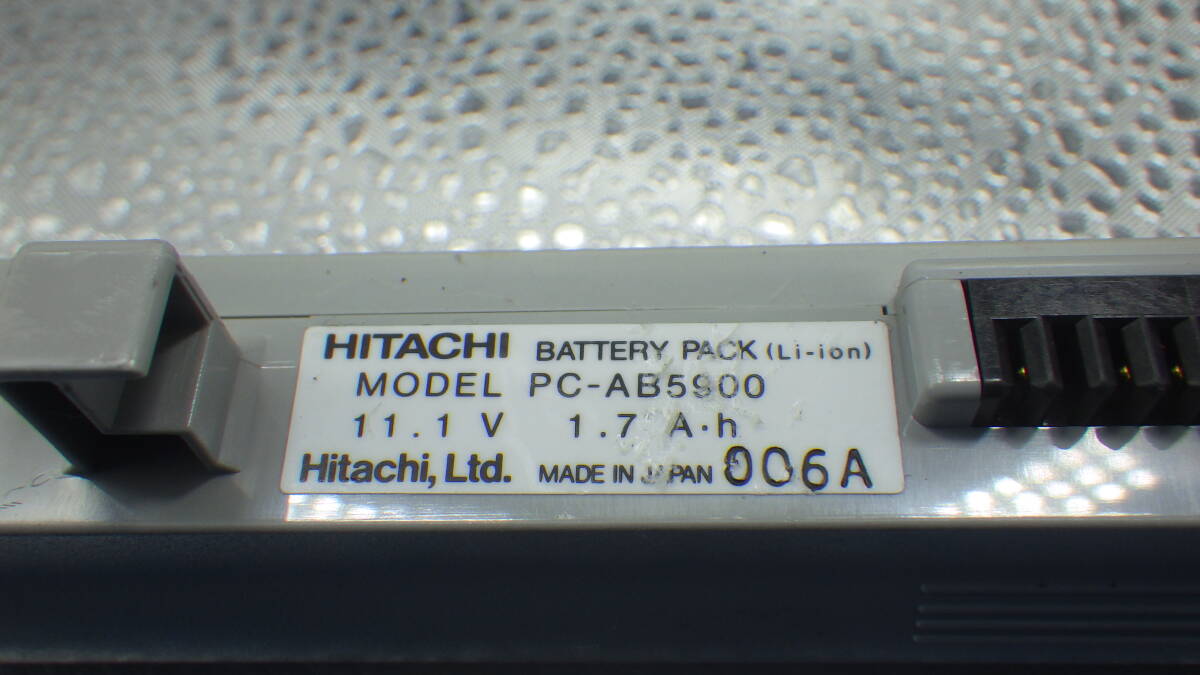 HITACHI BATTERY PACK (Li-ion)
MODEL PC-AB5900
11.1 V 1.7 A·h
Hitachi, Ltd. MADE IN JAPAN 006A